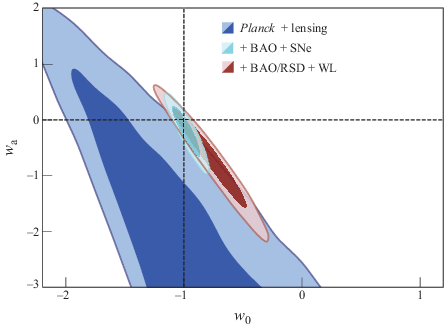 2
1
0
−1
−2
−3
w_a
Planck + lensing
+ BAO + SNe
+ BAO/RSD + WL
−2
−1
0
1
w_0